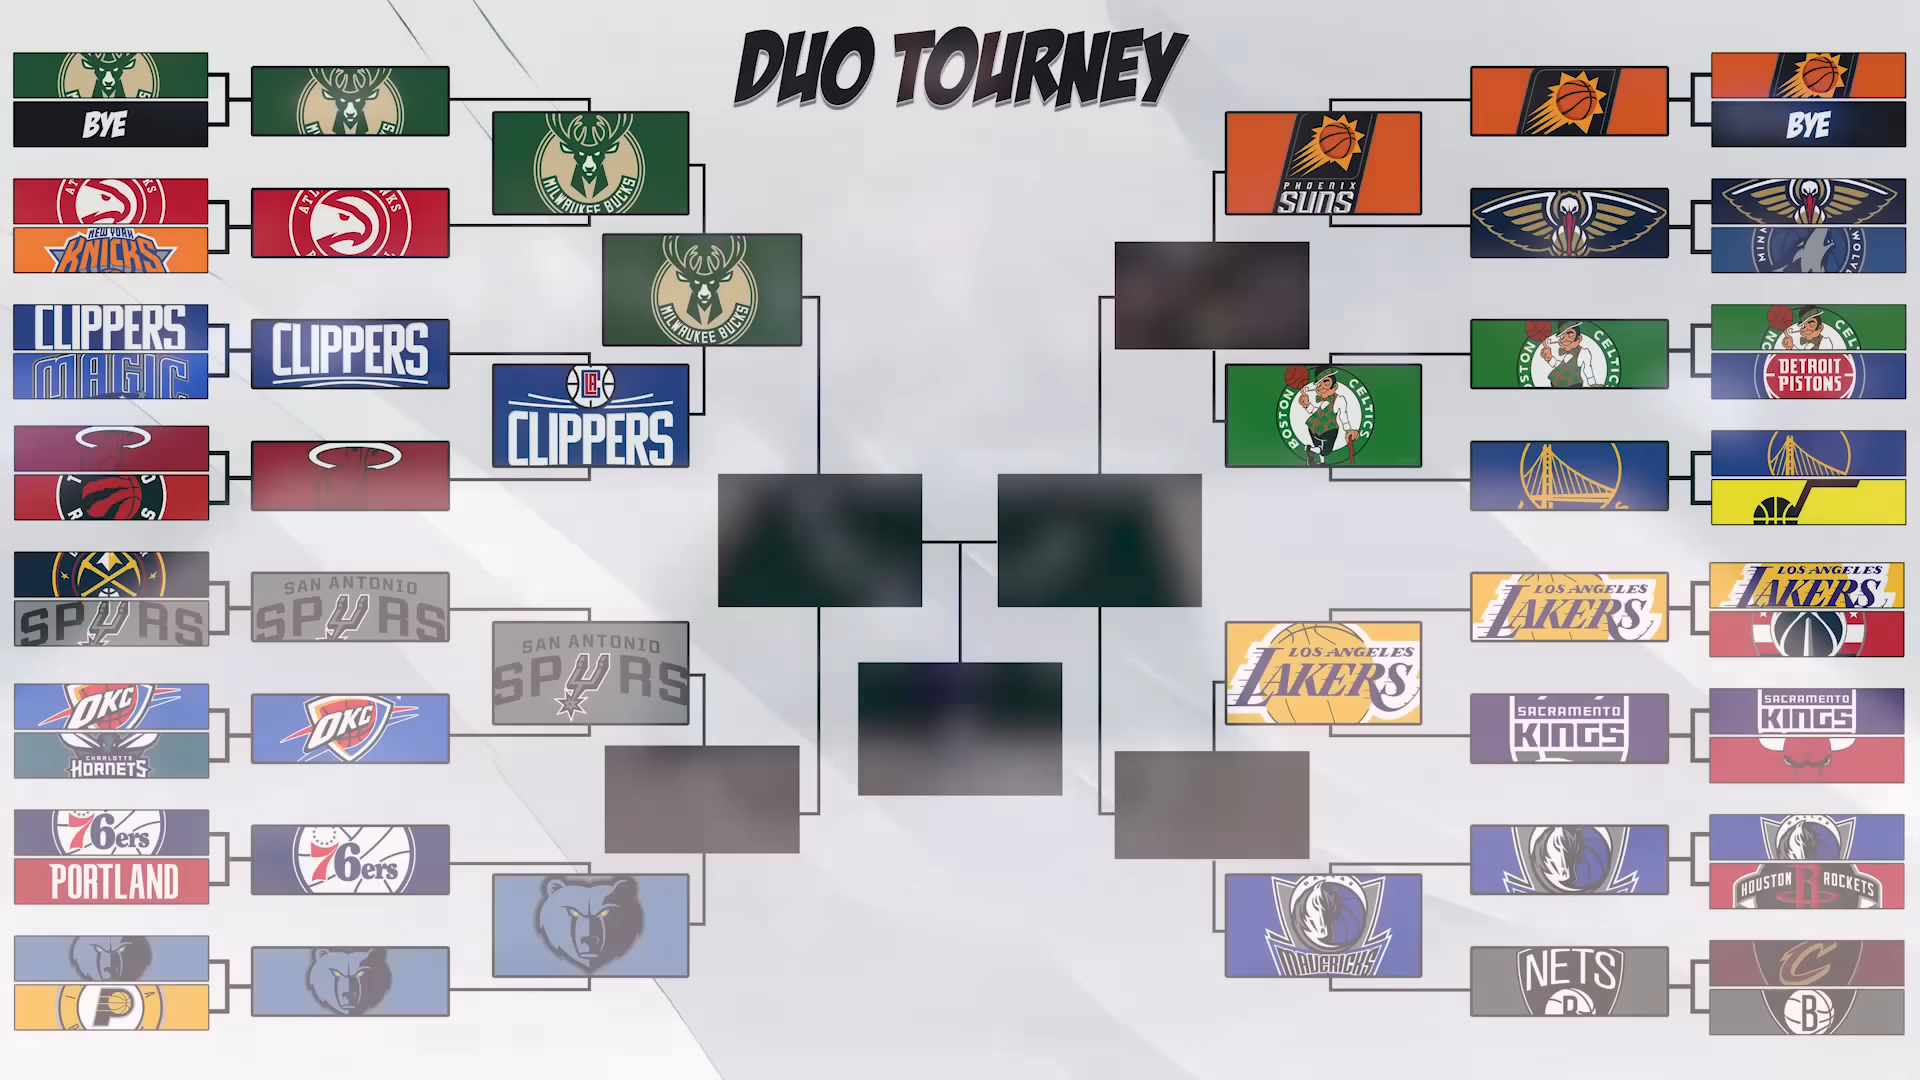 DUO TOURNEY
BYE
NEW YORK
KNICKS
CLIPPERS
MAGIC
SPURS
OKC
CHARLOTTE
HORNETS
76ers
PORTLAND
CLIPPERS
SAN ANTONIO
SPURS
OKC
76ers
MILWAUKEE BUCKS
LA
CLIPPERS
SAN ANTONIO
SPURS
MILWAUKEE BUCKS
PHOENIX
SUNS
BOSTON CELTICS
LOS ANGELES
LAKERS
DALLAS
MAVERICKS
LOS ANGELES
LAKERS
SACRAMENTO
KINGS
NETS
B
BYE
DETROIT
PISTONS
LOS ANGELES
LAKERS
SACRAMENTO
KINGS
HOUSTON R ROCKETS
C
B